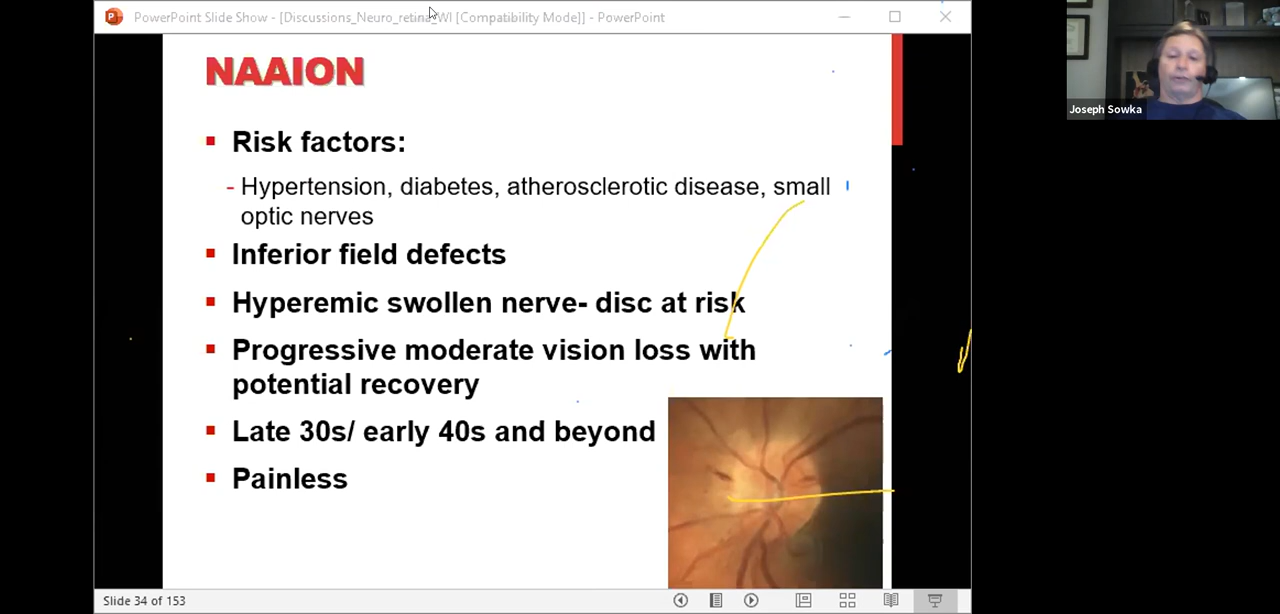 PowerPoint Slide Show - [Discussions_Neuro_retina_WI [Compatibility Mode]] - PowerPoint
Joseph Sowka
NAAION
Risk factors:
- Hypertension, diabetes, atherosclerotic disease, small
optic nerves
Inferior field defects
Hyperemic swollen nerve- disc at risk
Progressive moderate vision loss with
potential recovery
Late 30s/ early 40s and beyond
Painless
Slide 34 of 153